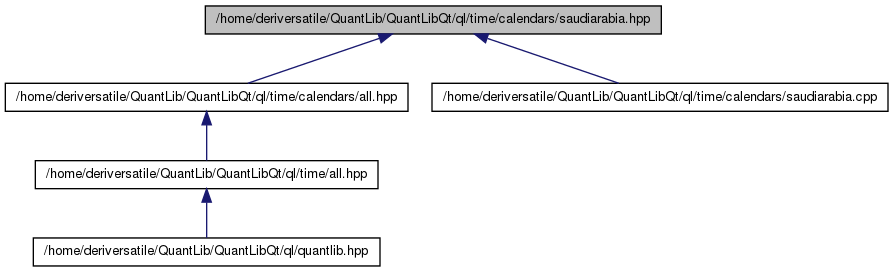 /home/deriversatile/QuantLib/QuantLibQt/ql/time/calendars/saudiarabia.hpp
/home/deriversatile/QuantLib/QuantLibQt/ql/time/calendars/all.hpp
/home/deriversatile/QuantLib/QuantLibQt/ql/time/calendars/saudiarabia.cpp
/home/deriversatile/QuantLib/QuantLibQt/ql/time/all.hpp
/home/deriversatile/QuantLib/QuantLibQt/ql/quantlib.hpp